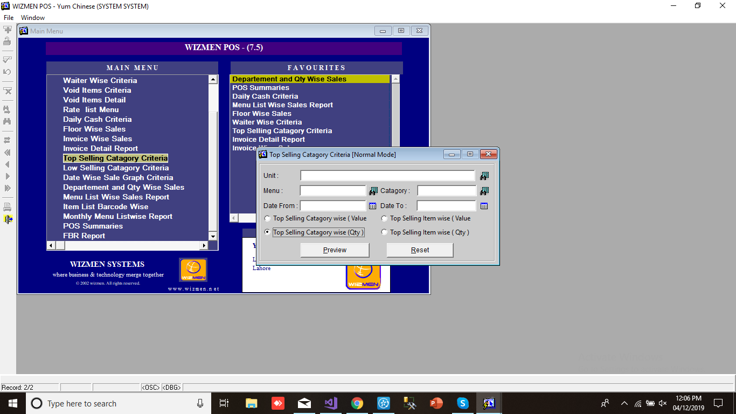 WIZMEN POS - Yum Chinese (SYSTEM SYSTEM)
File Window
Main Menu
WIZMEN POS - (7.5)
MAIN MENU
Waiter Wise Criteria
Void Items Criteria
Void Items Detail
Rate list Menu
Daily Cash Criteria
Floor Wise Sales
Invoice Wise Sales
Invoice Detail Report
Top Selling Catagory Criteria
Low Selling Catagory Criteria
Date Wise Sale Graph Criteria
Departement and Qty Wise Sales
Menu List Wise Sales Report
Item List Barcode Wise
Monthly Menu Listwise Report
POS Summaries
FBR Report
FAVOURITES
Departement and Qty Wise Sales
POS Summaries
Daily Cash Criteria
Menu List Wise Sales Report
Floor Wise Sales
Waiter Wise Criteria
Top Selling Catagory Criteria
Invoice Detail Report
Invoice Wise
Top Selling Catagory Criteria [Normal Mode]
Unit :
Menu : Catagory :
Date From : Date To :
Top Selling Catagory wise ( Value
Top Selling Item wise ( Value
Top Selling Catagory wise (Qty )
Top Selling Item wise ( Qty )
Preview
Reset
WIZMEN SYSTEMS
where business & technology merges together
© 2002 wizmen. All rights reserved.
WIZMEN
www.wizmen.net
Lahore
WIZMEN
Record: 2/2 <OSC> <DBG>
Type here to search
12:06 PM
04/12/2019